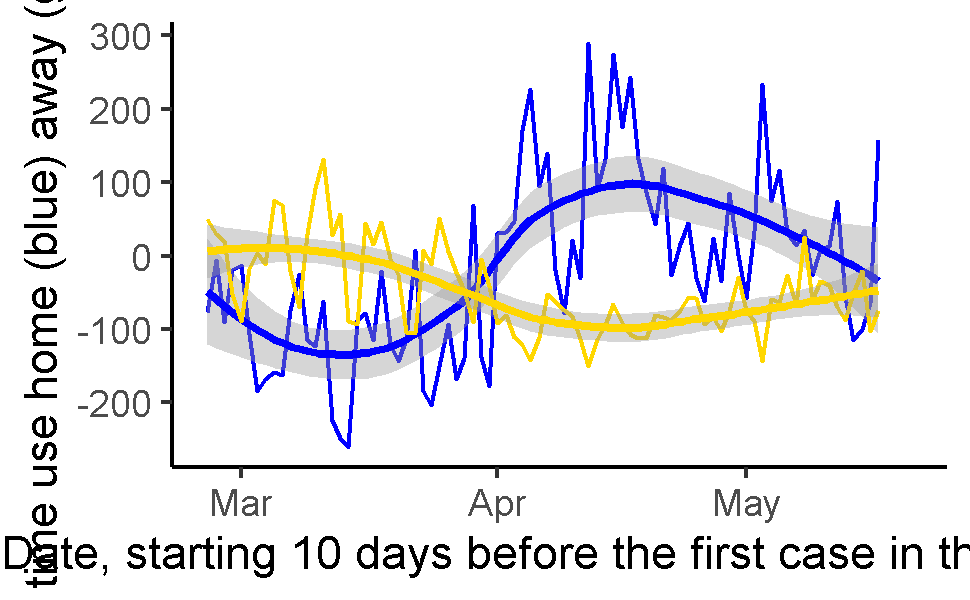 time use home (blue) away (
300
200
100
0
-100
-200
Mar Apr May
Date, starting 10 days before the first case in th